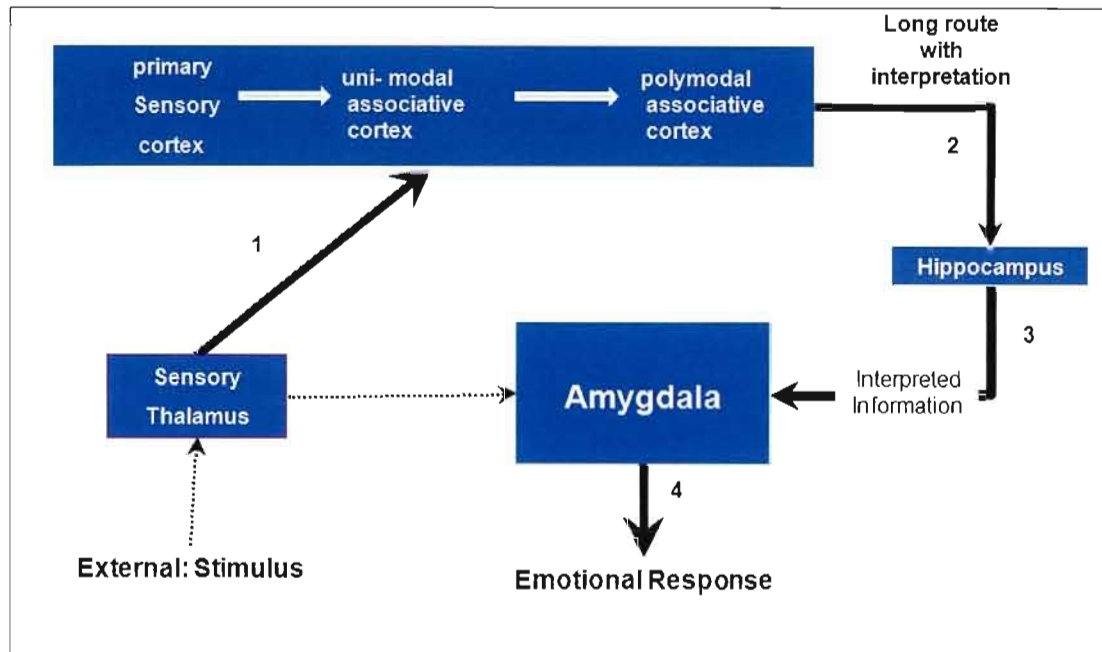 primary
Sensory
cortex
uni- modal
associative
cortex
polymodal
associative
cortex
Long route
with
interpretation
1
2
Hippocampus
3
Sensory
Thalamus
Amygdala
Interpreted
Information
4
External: Stimulus
Emotional Response